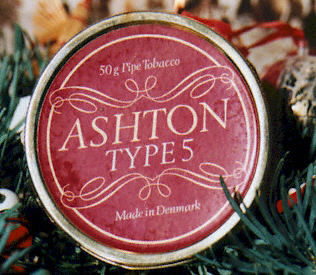 50 g Pipe Tobacco
ASHTON
TYPE 5
Made in Denmark